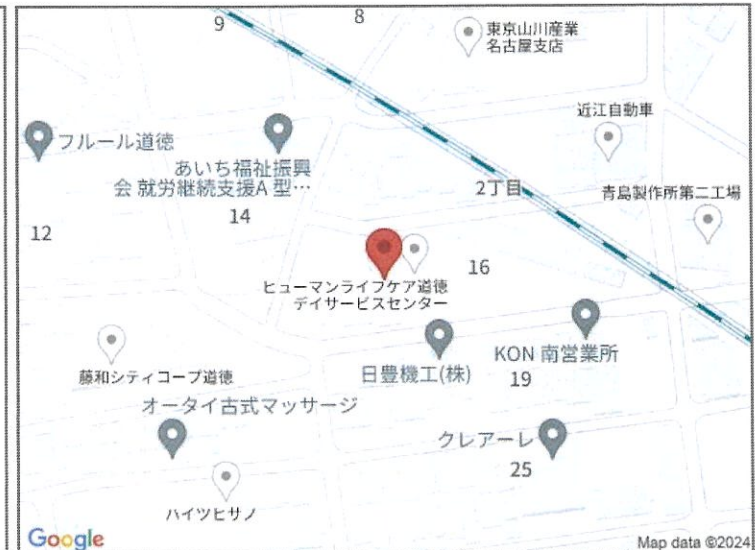 9
8
東京山川産業
名古屋支店
近江自動車
フルール道徳
あいち福祉振興
会 就労継続支援A 型…
2丁目
青島製作所第二工場
12
14
16
ヒューマンライフケア道徳
デイサービスセンター
KON 南営業所
藤和シティコープ道徳
日豊機工(株)
19
オータイ古式マッサージ
クレアーレ
25
ハイツヒサノ
Google
Map data ©2024